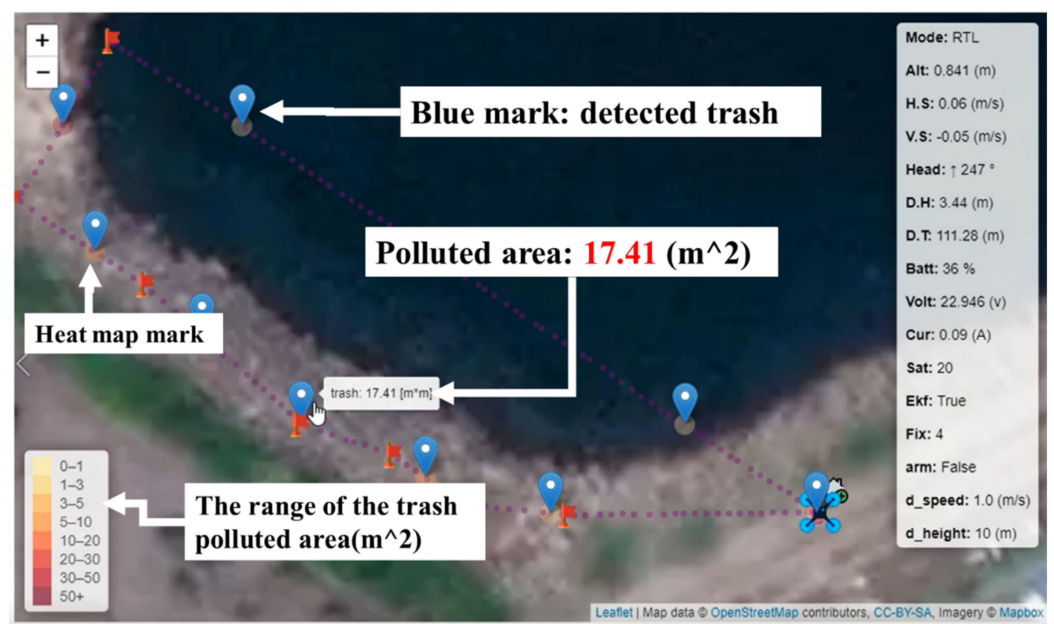 +
−
Blue mark: detected trash
Polluted area: 17.41 (m^2)
Heat map mark
trash: 17.41 [m*m]
The range of the trash
polluted area(m^2)
0–1
1–3
3–5
5–10
10–20
20–30
30–50
50+
Mode: RTL
Alt: 0.841 (m)
H.S: 0.06 (m/s)
V.S: -0.05 (m/s)
Head: ↑ 247 °
D.H: 3.44 (m)
D.T: 111.28 (m)
Batt: 36 %
Volt: 22.946 (v)
Cur: 0.09 (A)
Sat: 20
Ekf: True
Fix: 4
arm: False
d_speed: 1.0 (m/s)
d_height: 10 (m)
Leaflet | Map data © OpenStreetMap contributors, CC-BY-SA, Imagery © Mapbox